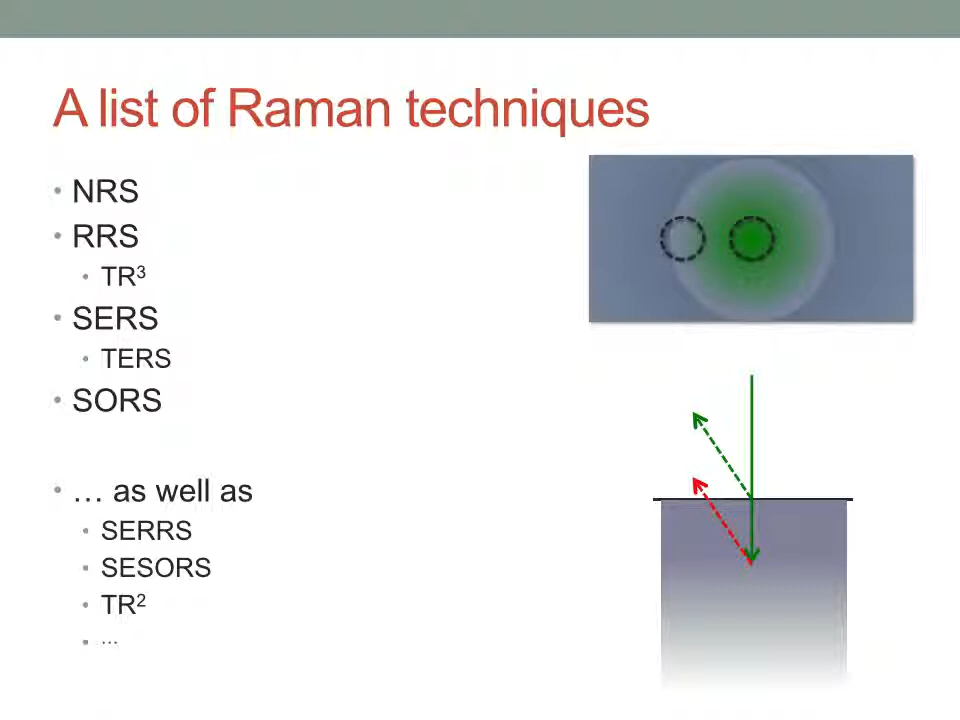 A list of Raman techniques
• NRS
• RRS
• TR³
• SERS
• TERS
• SORS
• … as well as
• SERRS
• SESORS
• TR²
• …